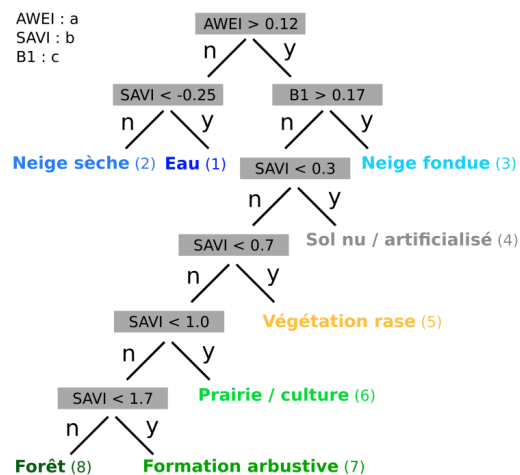 AWEI : a
SAVI : b
B1 : c
AWEI > 0.12
n
y
SAVI < -0.25
B1 > 0.17
n
y
n
y
Neige sèche (2)
Eau (1)
SAVI < 0.3
Neige fondue (3)
n
y
SAVI < 0.7
Sol nu / artificialisé (4)
n
y
SAVI < 1.0
Végétation rase (5)
n
y
SAVI < 1.7
Prairie / culture (6)
n
y
Forêt (8)
Formation arbustive (7)